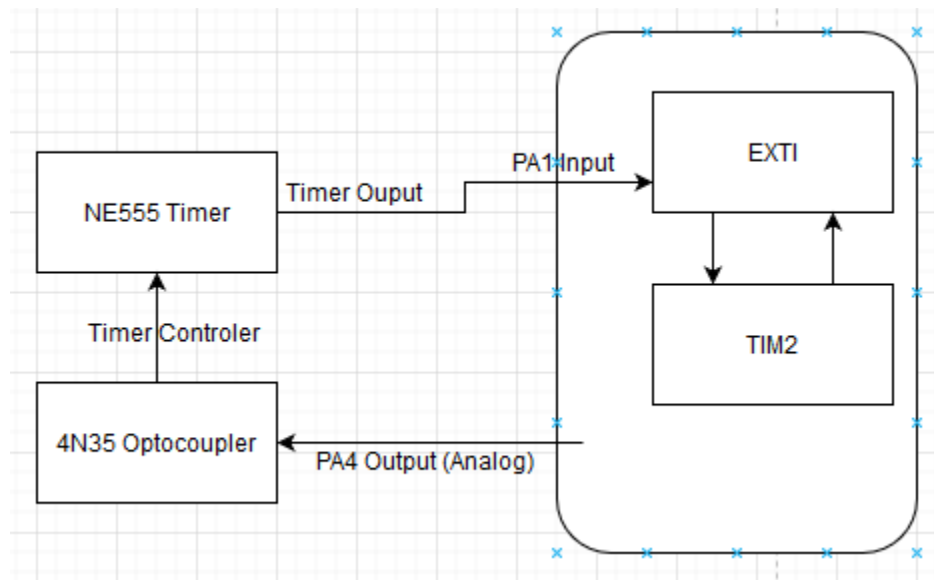 EXTI
PA1 Input
Timer Ouput
NE555 Timer
Timer Controler
TIM2
4N35 Optocoupler
PA4 Output (Analog)